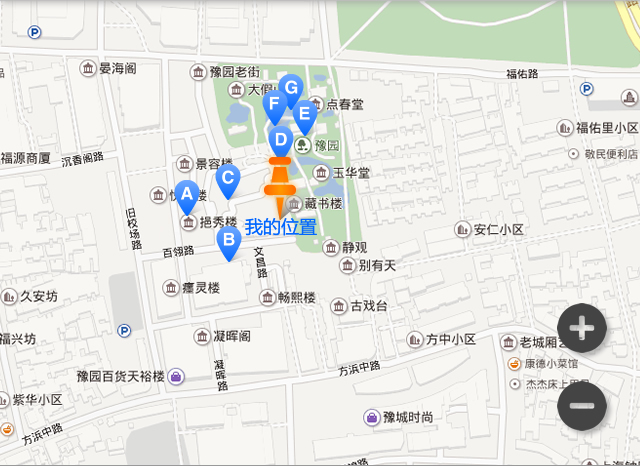 P
福佑路
晏海阁
豫园老街
大假
P
G
F
点春堂
E
福佑里小区
D
豫园
敬民便利店
福源商厦
沉香阁路
景容楼
玉华堂
C
A
楼
藏书楼
旧校场路
挹秀楼
我的位置
安仁小区
B
百翎路
文昌路
静观
别有天
瘗灵楼
久安坊
畅熙楼
古戏台
P
福兴坊
凝晖阁
方中小区
老城厢
康德小菜馆
凝晖路
方浜中路
豫园百货天裕楼
杰杰床上用品
紫华小区
豫城时尚
方浜中路